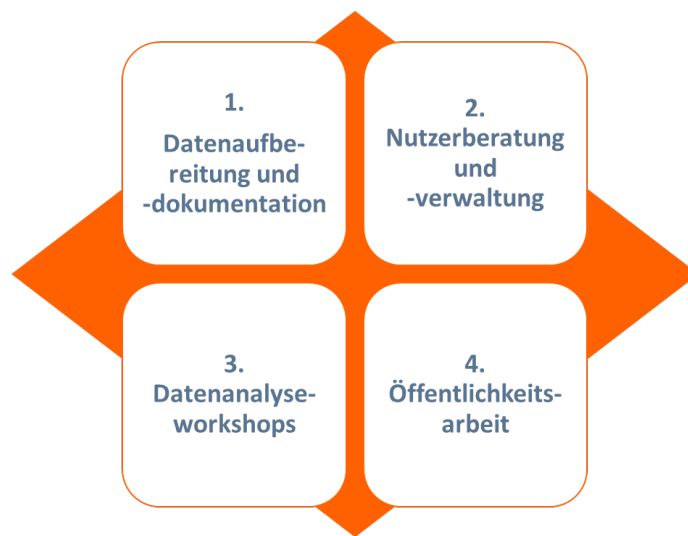 1.
Datenaufbe-
reitung und
-dokumentation
2.
Nutzerberatung
und
-verwaltung
3.
Datenanalyse-
workshops
4.
Öffentlichkeits-
arbeit